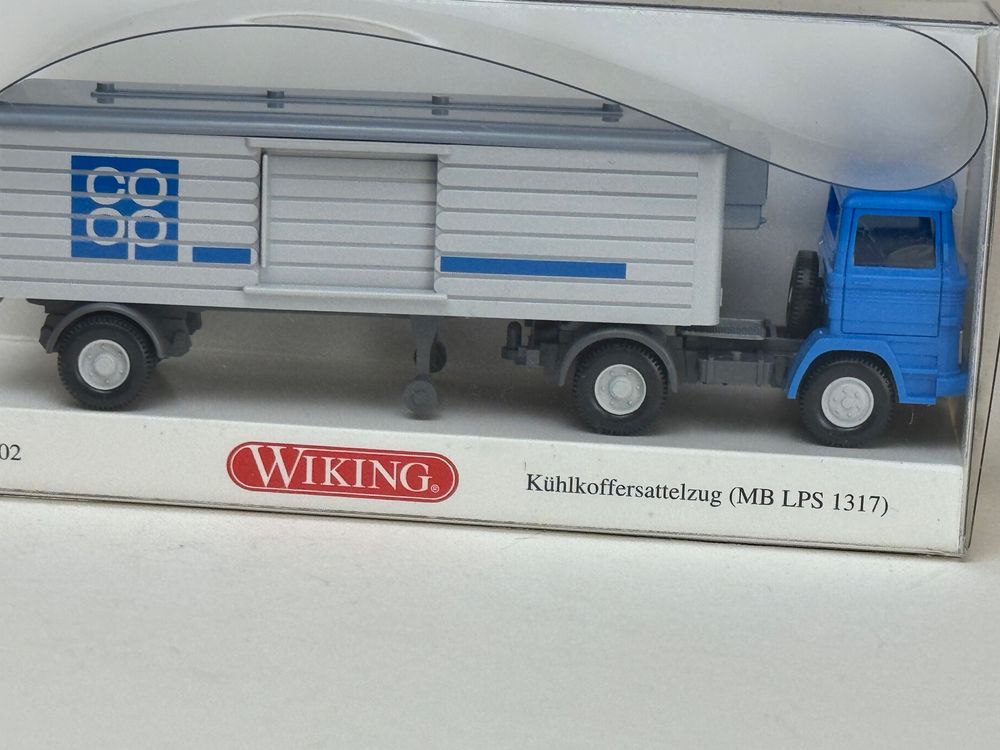 co
op
02
WIKING®
Kühlkoffersattelzug (MB LPS 1317)